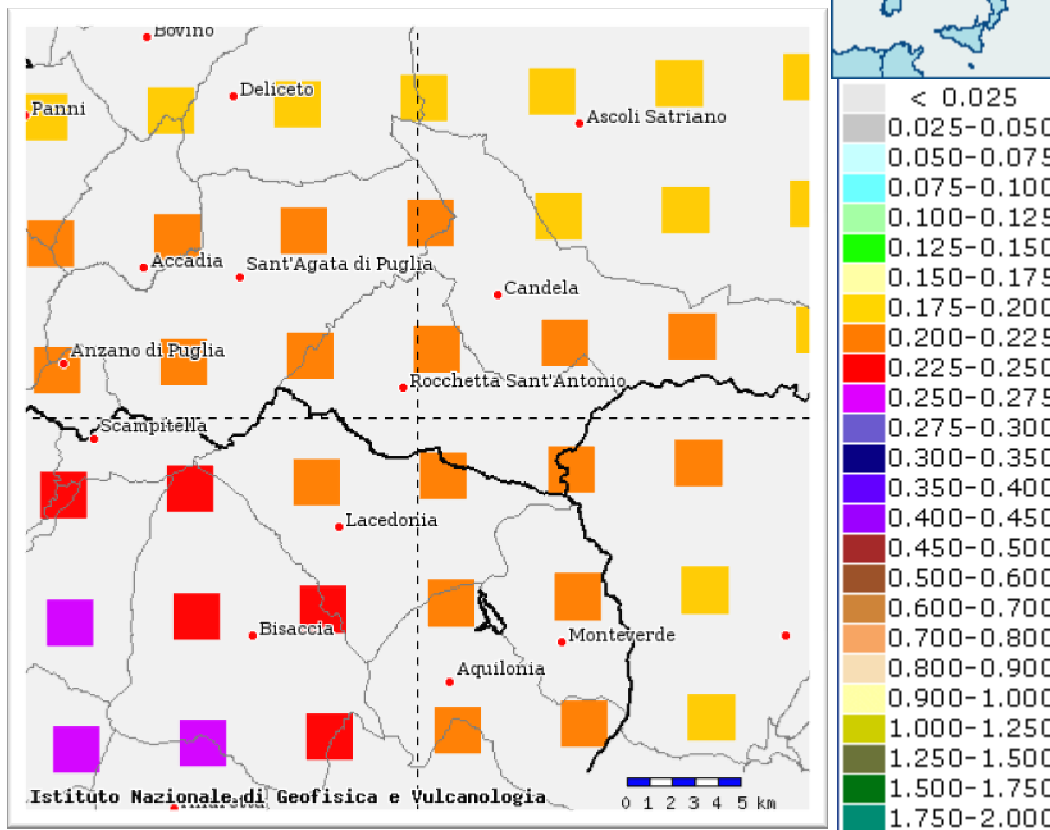 Bovino
Deliceto
Panni
Ascoli Satriano
Accadia
Sant'Agata di Puglia
Candela
Anzano di Puglia
Rocchetta Sant'Antonio
Scampitella
Lacedonia
Bisaccia
Monteverde
Aquilonia
Istituto Nazionale di Geofisica e Vulcanologia
0 1 2 3 4 5 km
< 0.025
0.025-0.050
0.050-0.075
0.075-0.100
0.100-0.125
0.125-0.150
0.150-0.175
0.175-0.200
0.200-0.225
0.225-0.250
0.250-0.275
0.275-0.300
0.300-0.350
0.350-0.400
0.400-0.450
0.450-0.500
0.500-0.600
0.600-0.700
0.700-0.800
0.800-0.900
0.900-1.000
1.000-1.250
1.250-1.500
1.500-1.750
1.750-2.000